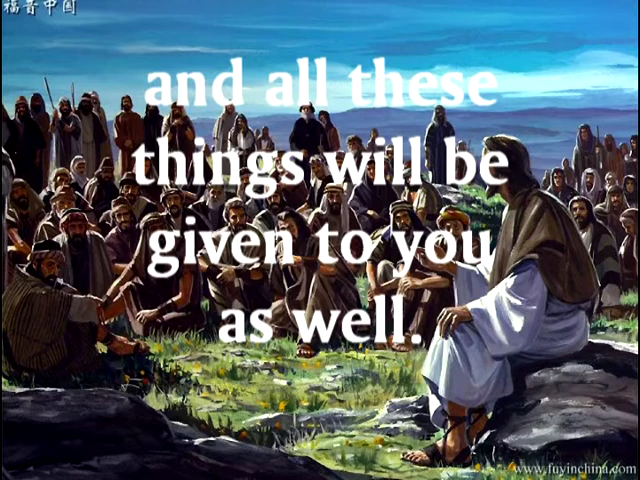 福音中国
and all these
things will be
given to you
as well.
www.fuyinchina.com